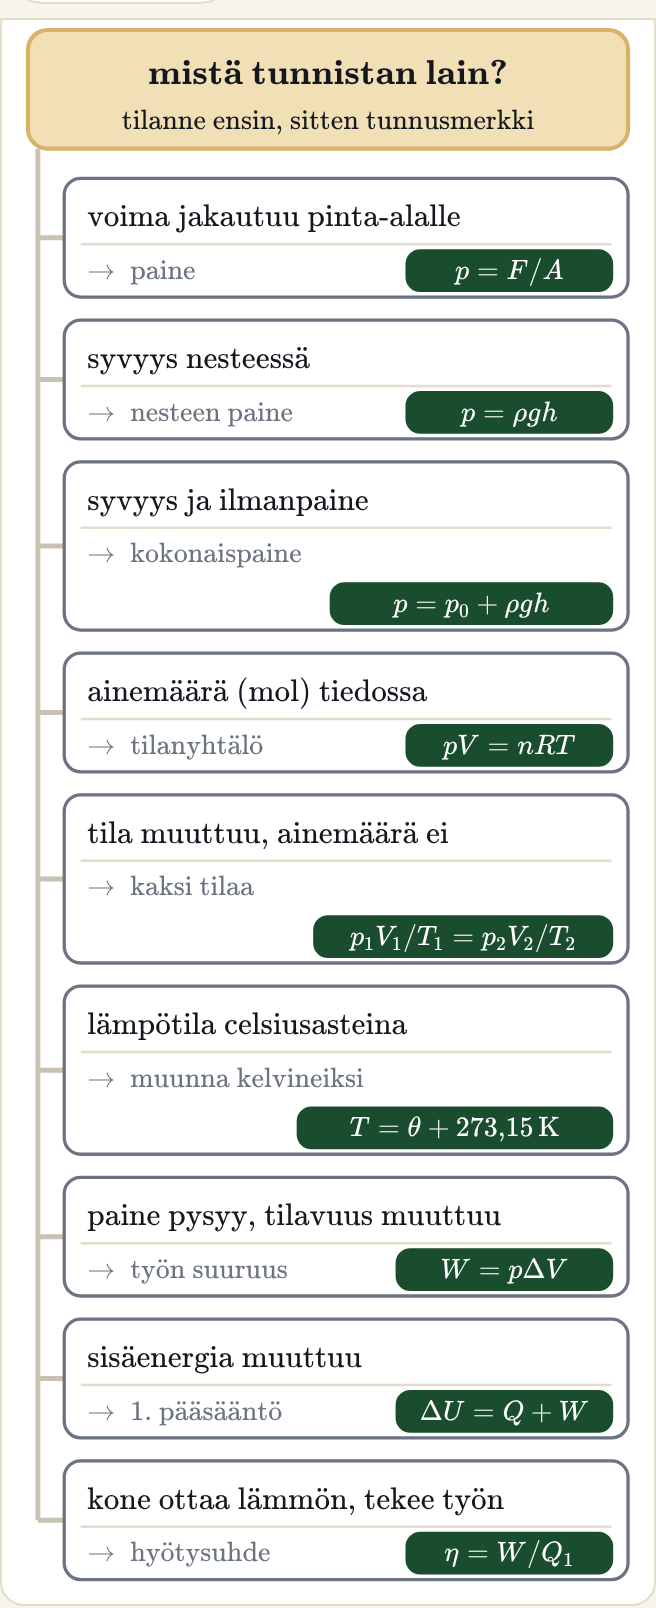 mistä tunnistan lain?
tilanne ensin, sitten tunnusmerkki
voima jakautuu pinta-alalle
→ paine p = F/A
syvyys nesteessä
→ nesteen paine p = ρgh
syvyys ja ilmanpaine
→ kokonaispaine
p = p₀ + ρgh
ainemäärä (mol) tiedossa
→ tilanyhtälö pV = nRT
tila muuttuu, ainemäärä ei
→ kaksi tilaa
p₁V₁/T₁ = p₂V₂/T₂
lämpötila celsiusasteina
→ muunna kelvineiksi
T = θ + 273,15 K
paine pysyy, tilavuus muuttuu
→ työn suuruus W = pΔV
sisäenergia muuttuu
→ 1. pääsääntö ΔU = Q + W
kone ottaa lämmön, tekee työn
→ hyötysuhde η = W/Q₁